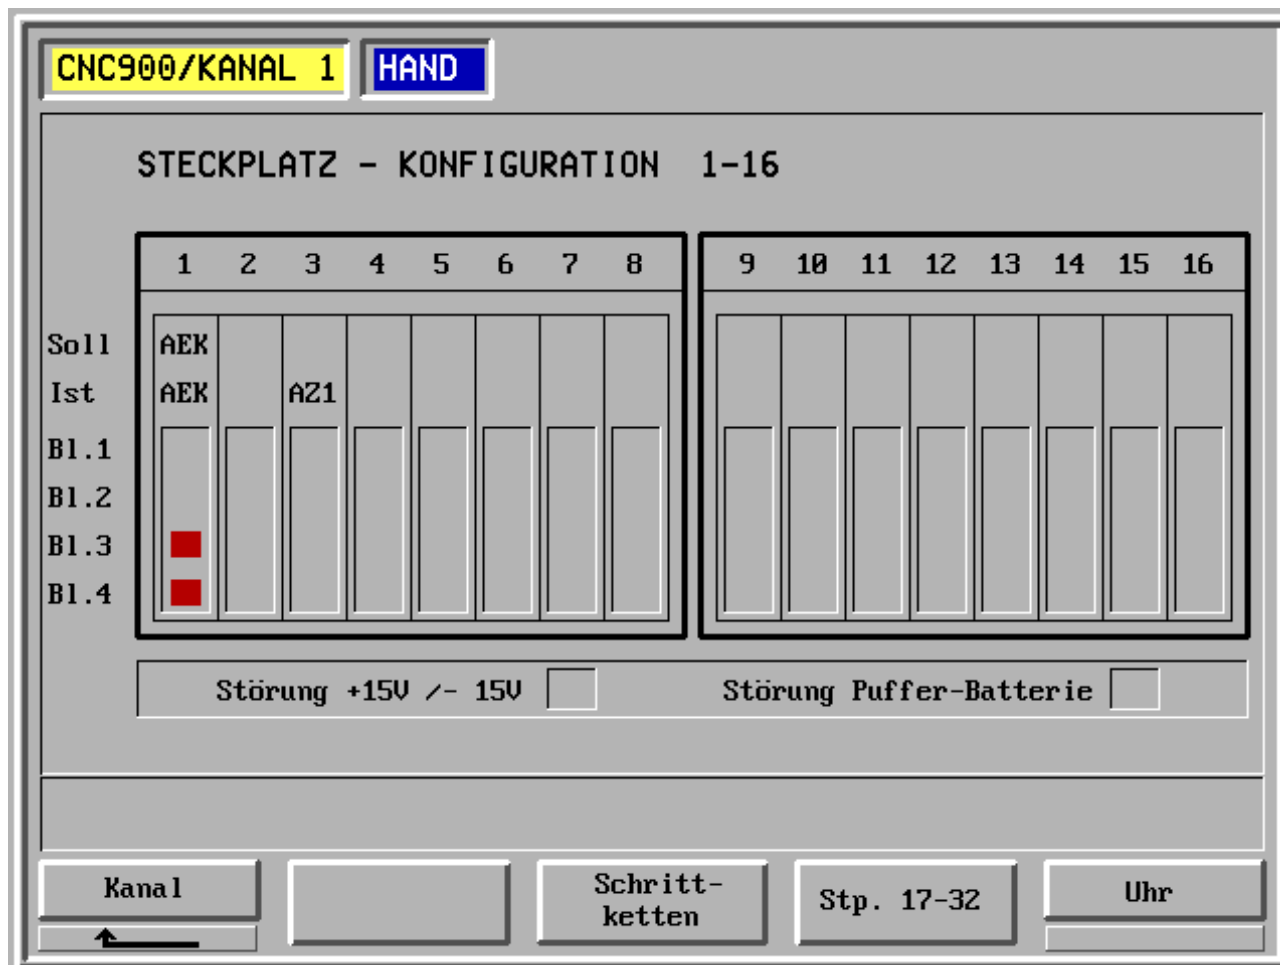 CNC900/KANAL 1 HAND
STECKPLATZ - KONFIGURATION 1-16
1 2 3 4 5 6 7 8 9 10 11 12 13 14 15 16
Soll AEK
Ist AEK AZ1
Bl.1
Bl.2
Bl.3
Bl.4
Störung +15V /- 15V Störung Puffer-Batterie
Kanal Schritt- Stp. 17-32 Uhr
ketten